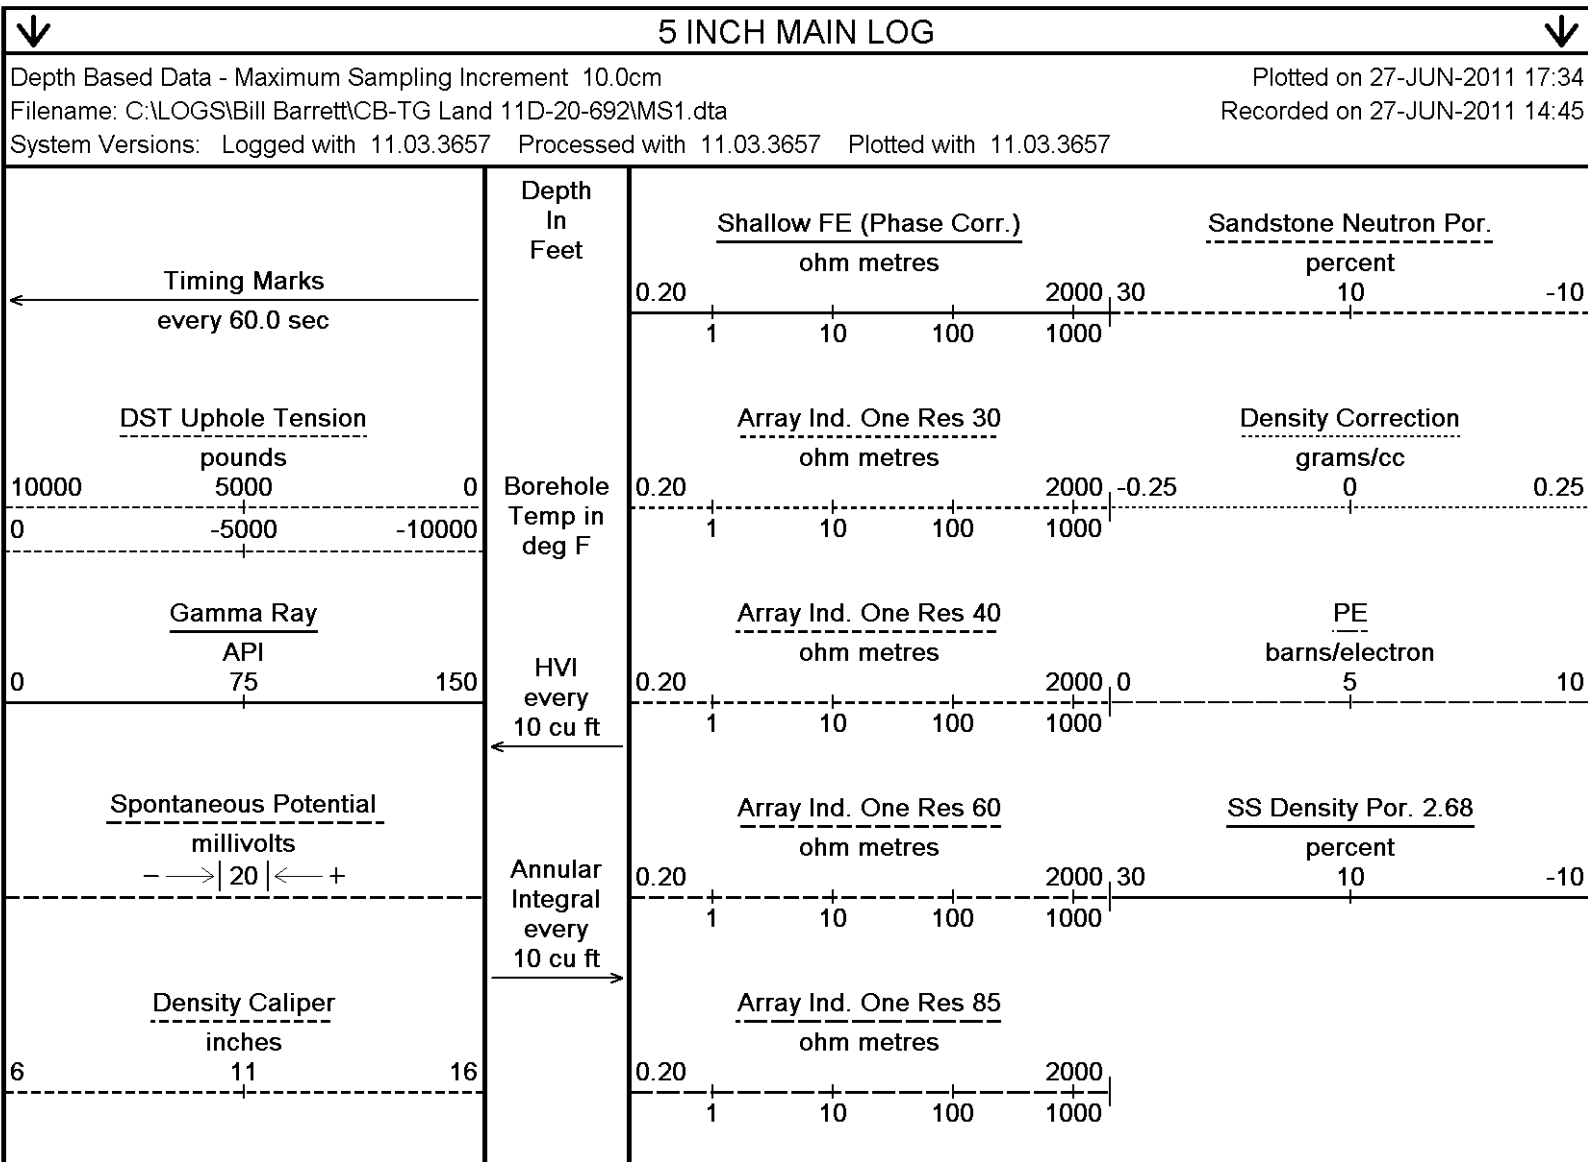 5 INCH MAIN LOG
Depth Based Data - Maximum Sampling Increment 10.0cm
Plotted on 27-JUN-2011 17:34
Filename: C:\LOGS\Bill Barrett\CB-TG Land 11D-20-692\MS1.dta
Recorded on 27-JUN-2011 14:45
System Versions: Logged with 11.03.3657 Processed with 11.03.3657 Plotted with 11.03.3657
Timing Marks
every 60.0 sec
DST Uphole Tension
pounds
10000 5000 0
0 -5000 -10000
Gamma Ray
API
0 75 150
Spontaneous Potential
millivolts
- 20 +
Density Caliper
inches
6 11 16
Depth
In
Feet
Borehole
Temp in
deg F
HVI
every
10 cu ft
Annular
Integral
every
10 cu ft
Shallow FE (Phase Corr.)
ohm metres
0.20 2000
1 10 100 1000
Array Ind. One Res 30
ohm metres
0.20 2000
1 10 100 1000
Array Ind. One Res 40
ohm metres
0.20 2000
1 10 100 1000
Array Ind. One Res 60
ohm metres
0.20 2000
1 10 100 1000
Array Ind. One Res 85
ohm metres
0.20 2000
1 10 100 1000
Sandstone Neutron Por.
percent
30 10 -10
Density Correction
grams/cc
-0.25 0 0.25
PE
barns/electron
0 5 10
SS Density Por. 2.68
percent
30 10 -10